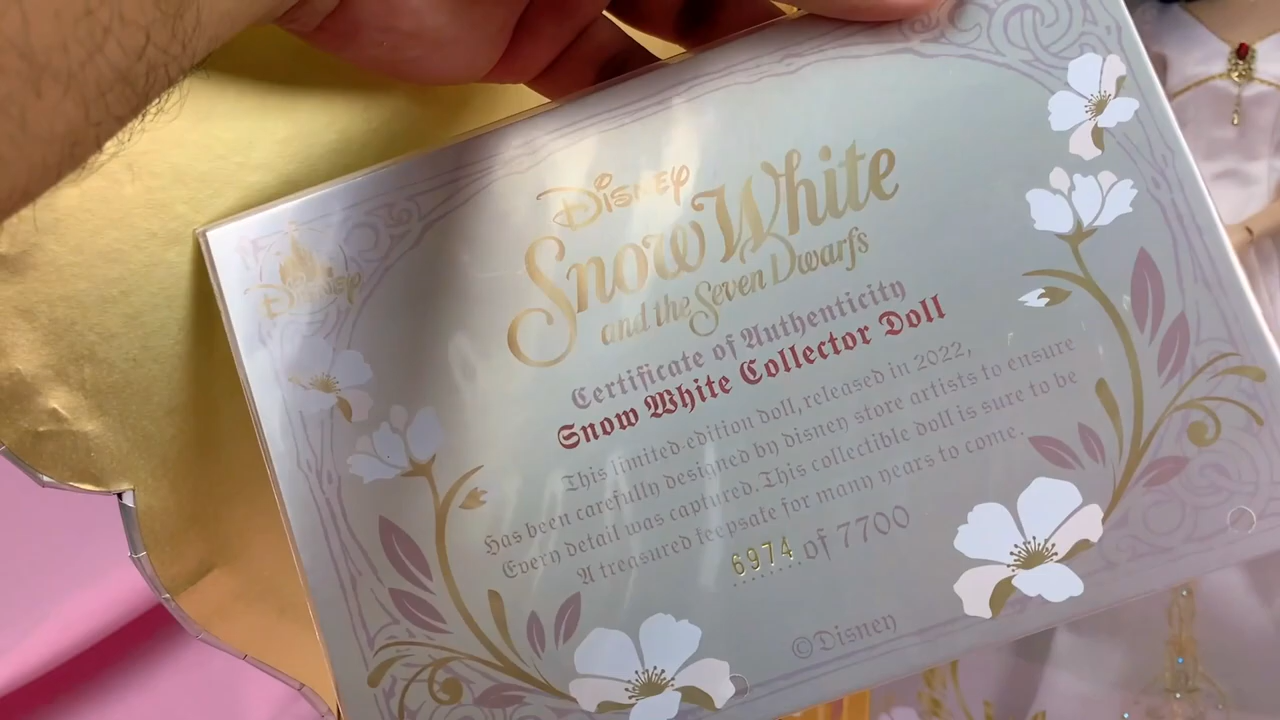 Disney
Disney
Snow White
and the Seven Dwarfs
Certificate of Authenticity
Snow White Collector Doll
This limited-edition doll, released in 2022,
Has been carefully designed by disney store artists to ensure
Every detail was captured. This collectible doll is sure to be
A treasured keepsate for many years to come.
6974 of 7700
©Disney